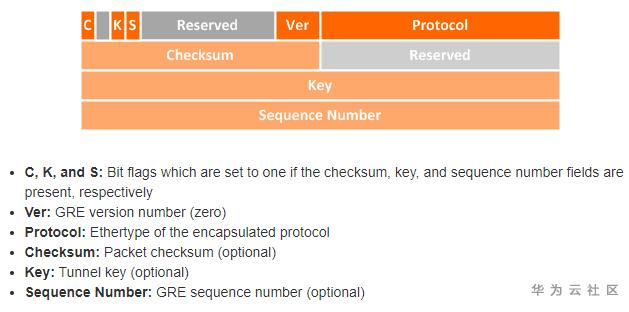 C K S Reserved Ver Protocol
Checksum Reserved
Key
Sequence Number
• C, K, and S: Bit flags which are set to one if the checksum, key, and sequence number fields are
present, respectively
• Ver: GRE version number (zero)
• Protocol: Ethertype of the encapsulated protocol
• Checksum: Packet checksum (optional)
• Key: Tunnel key (optional)
• Sequence Number: GRE sequence number (optional)
华为云社区